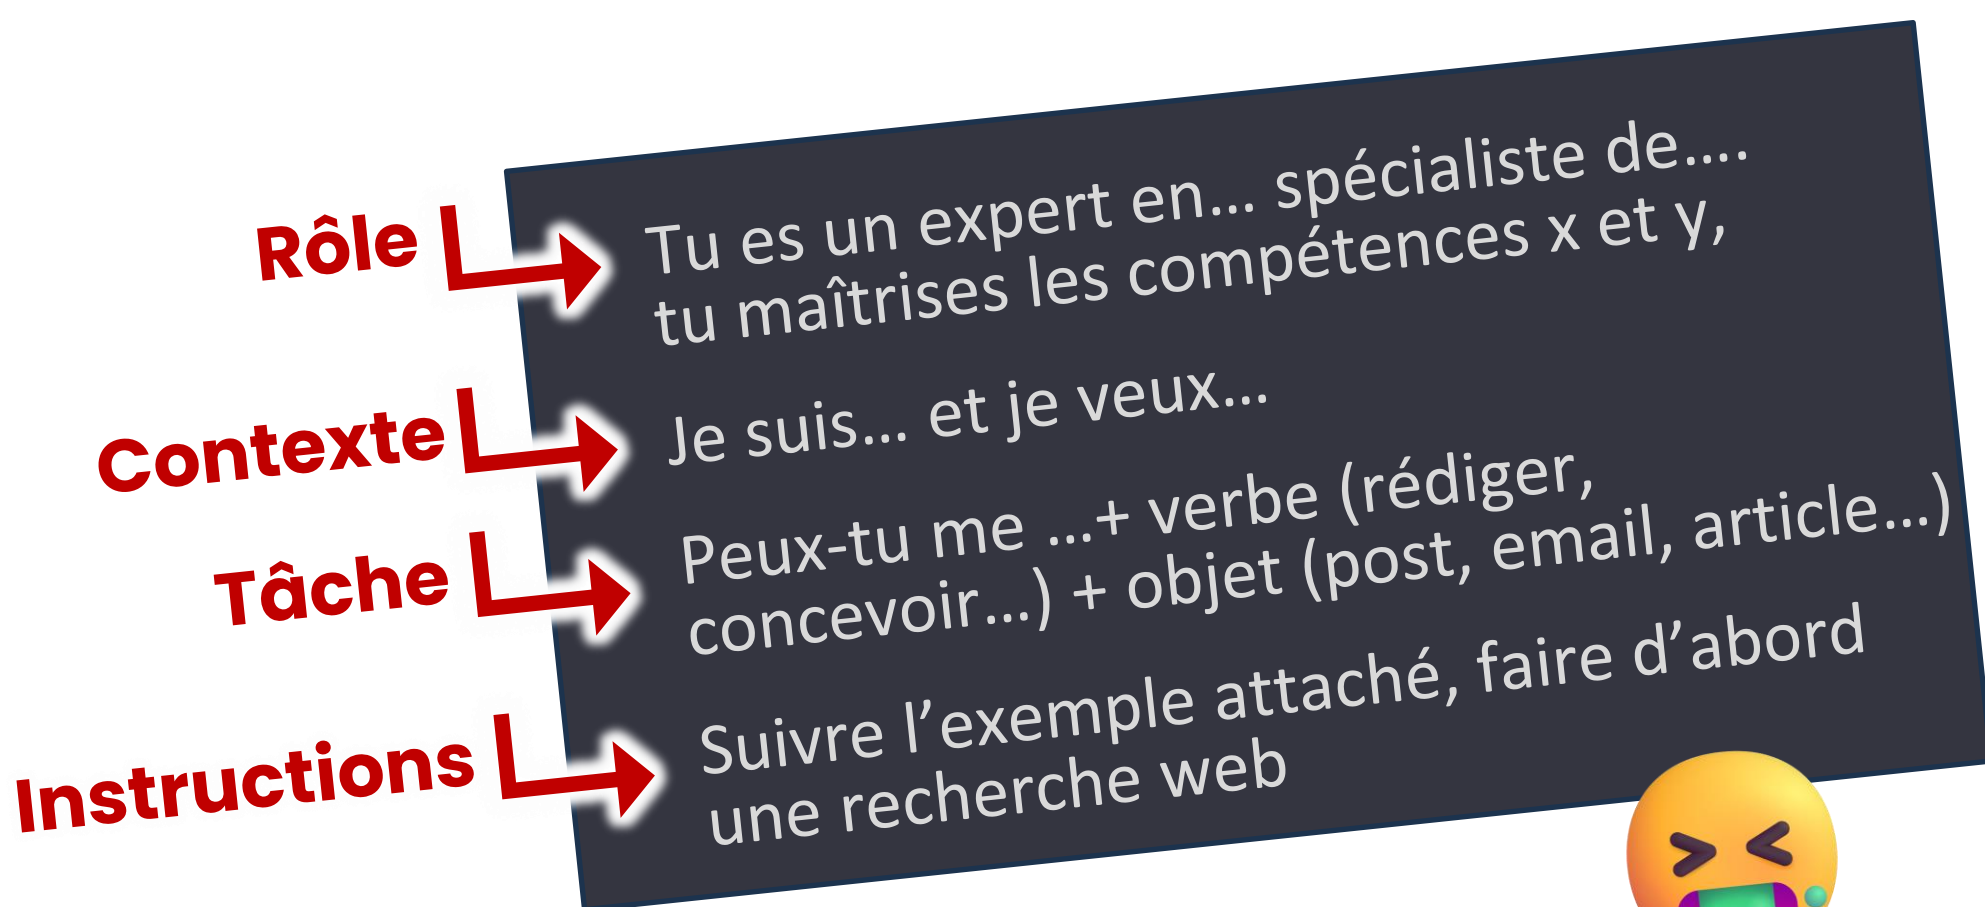 Rôle
Tu es un expert en... spécialiste de....
tu maîtrises les compétences x et y,
Contexte
Je suis... et je veux...
Tâche
Peux-tu me ...+ verbe (rédiger,
concevoir...) + objet (post, email, article...)
Instructions
Suivre l’exemple attaché, faire d’abord
une recherche web